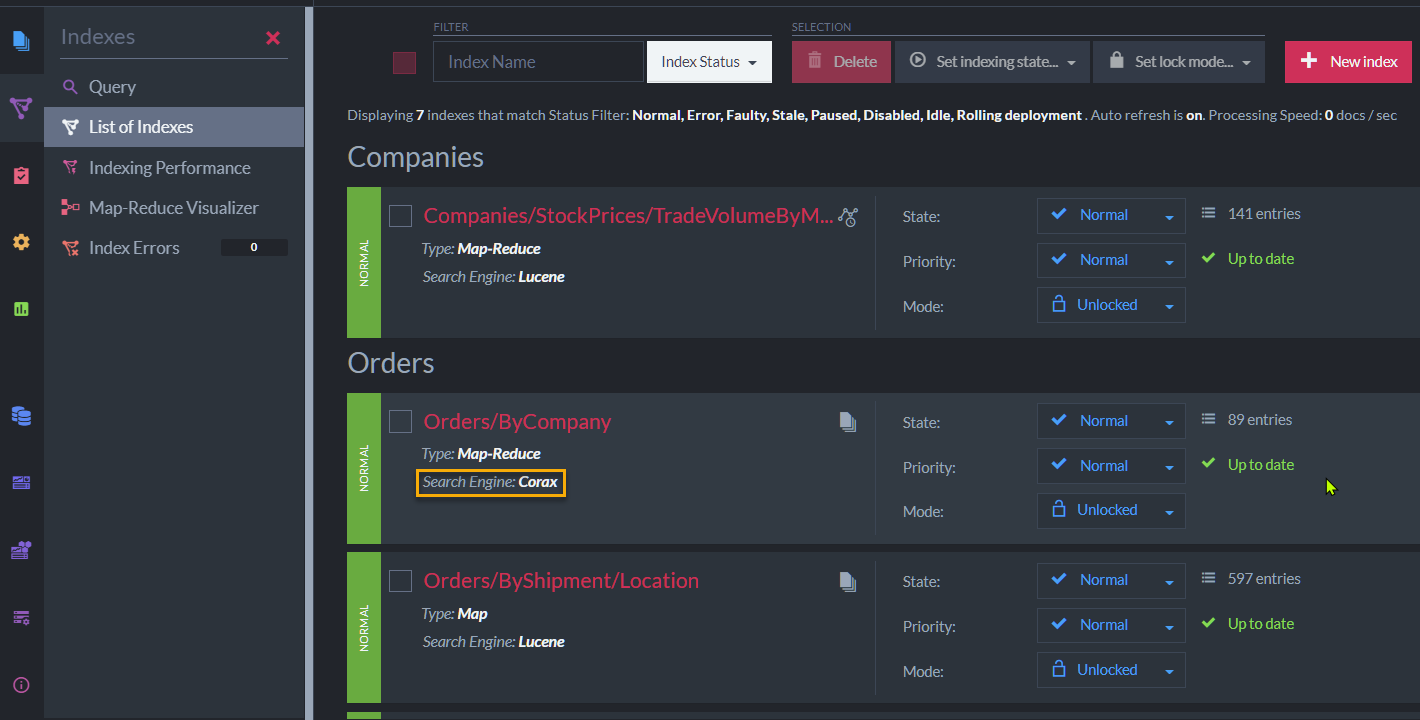 Indexes
Query
List of Indexes
Indexing Performance
Map-Reduce Visualizer
Index Errors 0
FILTER SELECTION
Index Name Index Status Delete Set indexing state... Set lock mode... New index
Displaying 7 indexes that match Status Filter: Normal, Error, Faulty, Stale, Paused, Disabled, Idle, Rolling deployment . Auto refresh is on. Processing Speed: 0 docs / sec
Companies
NORMAL
Companies/StockPrices/TradeVolumeByM...
Type: Map-Reduce
Search Engine: Lucene
State: Normal 141 entries
Priority: Normal Up to date
Mode: Unlocked
Orders
NORMAL
Orders/ByCompany
Type: Map-Reduce
Search Engine: Corax
State: Normal 89 entries
Priority: Normal Up to date
Mode: Unlocked
NORMAL
Orders/ByShipment/Location
Type: Map
Search Engine: Lucene
State: Normal 597 entries
Priority: Normal Up to date
Mode: Unlocked